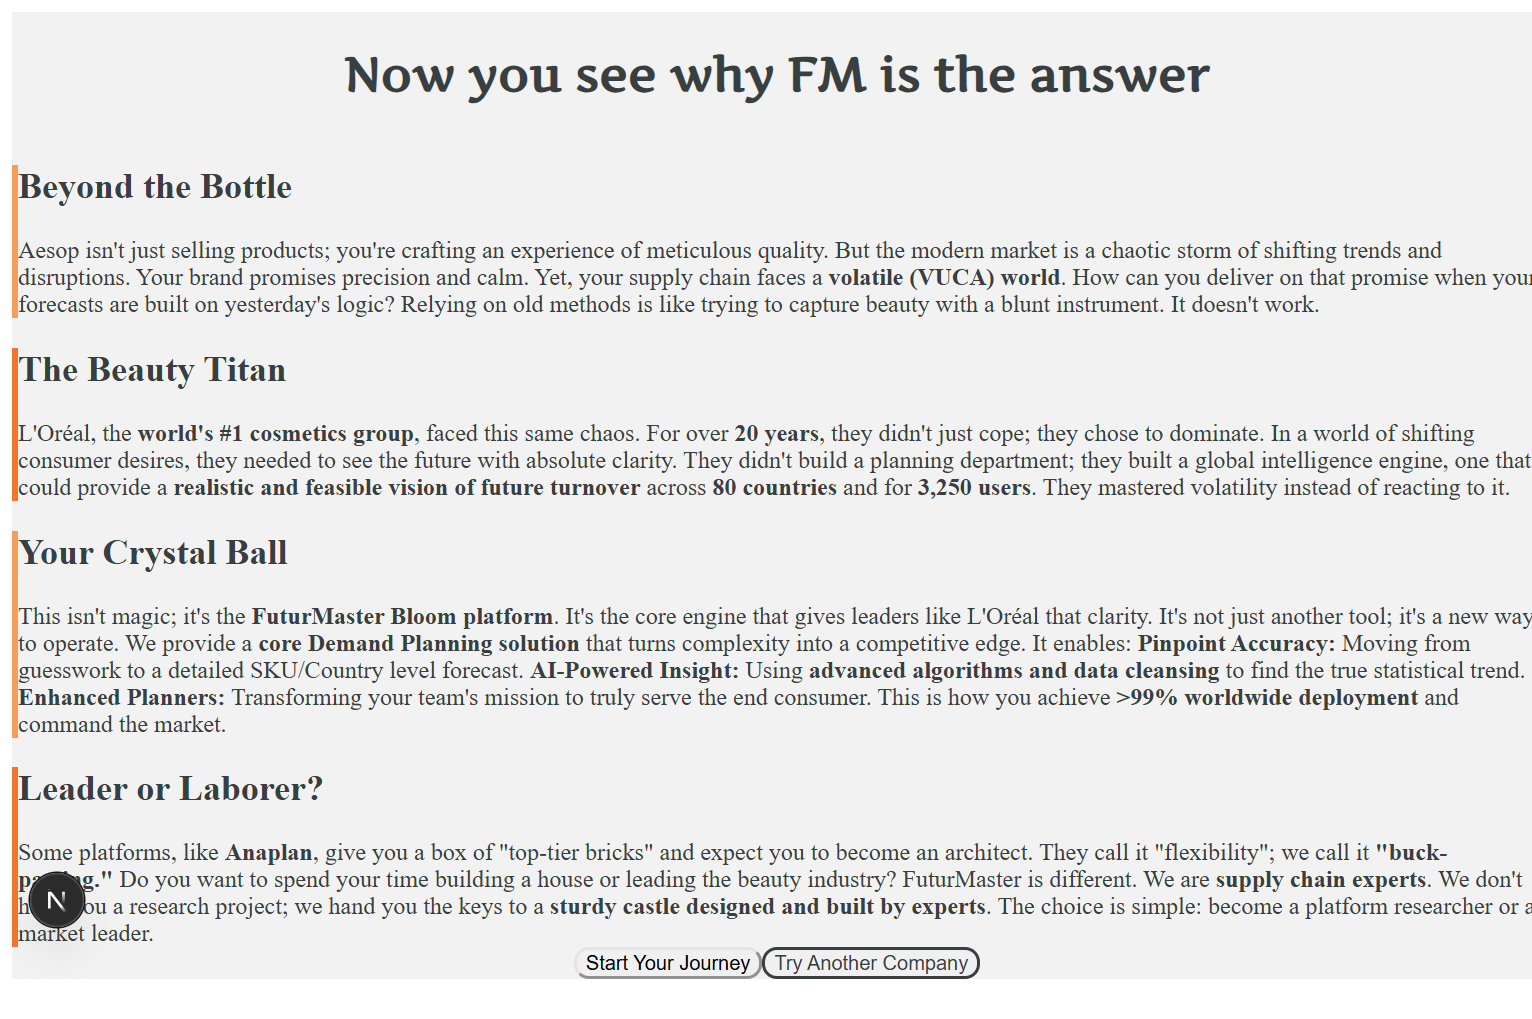 Now you see why FM is the answer
Beyond the Bottle
Aesop isn't just selling products; you're crafting an experience of meticulous quality. But the modern market is a chaotic storm of shifting trends and
disruptions. Your brand promises precision and calm. Yet, your supply chain faces a volatile (VUCA) world. How can you deliver on that promise when your
forecasts are built on yesterday's logic? Relying on old methods is like trying to capture beauty with a blunt instrument. It doesn't work.
The Beauty Titan
L'Oréal, the world's #1 cosmetics group, faced this same chaos. For over 20 years, they didn't just cope; they chose to dominate. In a world of shifting
consumer desires, they needed to see the future with absolute clarity. They didn't build a planning department; they built a global intelligence engine, one that
could provide a realistic and feasible vision of future turnover across 80 countries and for 3,250 users. They mastered volatility instead of reacting to it.
Your Crystal Ball
This isn't magic; it's the FuturMaster Bloom platform. It's the core engine that gives leaders like L'Oréal that clarity. It's not just another tool; it's a new way
to operate. We provide a core Demand Planning solution that turns complexity into a competitive edge. It enables: Pinpoint Accuracy: Moving from
guesswork to a detailed SKU/Country level forecast. AI-Powered Insight: Using advanced algorithms and data cleansing to find the true statistical trend.
Enhanced Planners: Transforming your team's mission to truly serve the end consumer. This is how you achieve >99% worldwide deployment and
command the market.
Leader or Laborer?
Some platforms, like Anaplan, give you a box of "top-tier bricks" and expect you to become an architect. They call it "flexibility"; we call it "buck-
Do you want to spend your time building a house or leading the beauty industry? FuturMaster is different. We are supply chain experts. We don't
N
a research project; we hand you the keys to a sturdy castle designed and built by experts. The choice is simple: become a platform researcher or a
market leader.
Start Your Journey Try Another Company